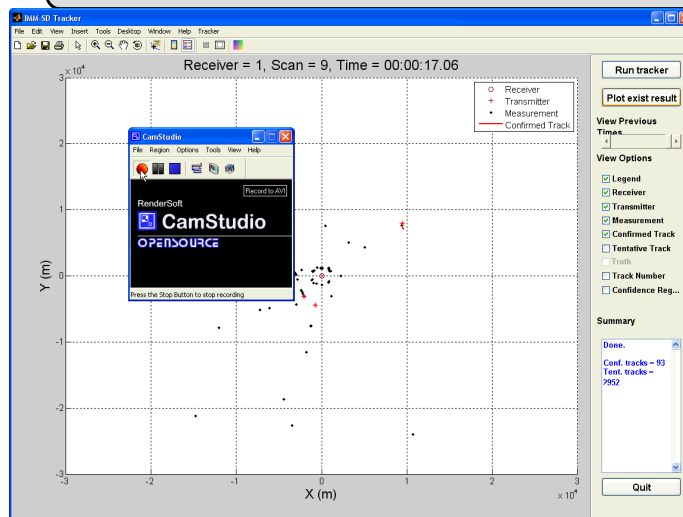 IMM-SD Tracker
File Edit View Insert Tools Desktop Window Help Tracker
Receiver = 1, Scan = 9, Time = 00:00:17.06
× 10⁴
3
2
1
0
-1
-2
-3
Y (m)
-3
-2
-1
0
1
2
3
X (m)
× 10⁴
Receiver
Transmitter
Measurement
Confirmed Track
CamStudio
File Region Options Tools View Help
Record to AVI
RenderSoft
CamStudio
OPENSOURCE
Press the Stop Button to stop recording
Run tracker
Plot exist result
View Previous
Times
View Options
Legend
Receiver
Transmitter
Measurement
Confirmed Track
Tentative Track
Truth
Track Number
Confidence Reg...
Summary
Done.
Conf. tracks = 93
Tent. tracks =
2952
Quit